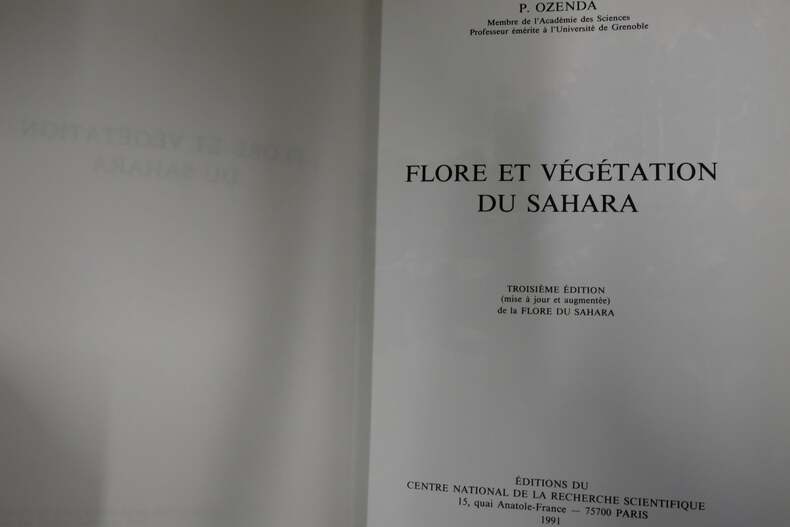 P. OZENDA
Membre de l'Académie des Sciences
Professeur émérite à l'Université de Grenoble
FLORE ET VÉGÉTATION
DU SAHARA
TROISIÈME ÉDITION
(mise à jour et augmentée)
de la FLORE DU SAHARA
ÉDITIONS DU
CENTRE NATIONAL DE LA RECHERCHE SCIENTIFIQUE
15, quai Anatole-France — 75700 PARIS
1991